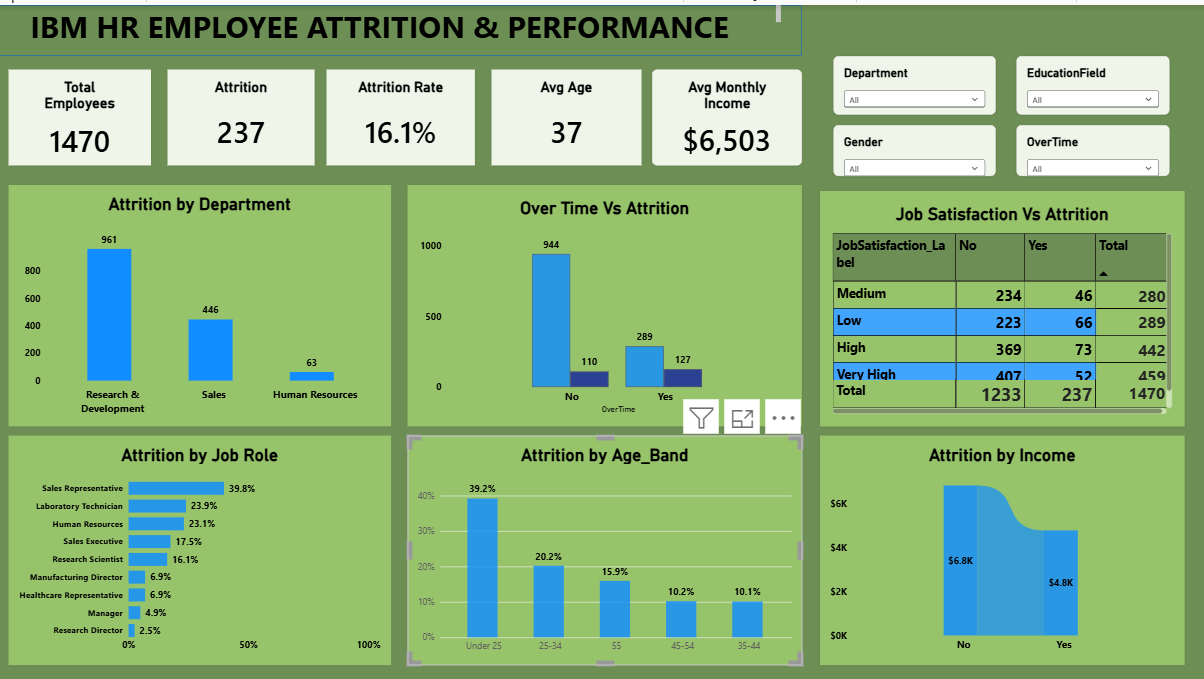 IBM HR EMPLOYEE ATTRITION & PERFORMANCE
Total
Employees
1470
Attrition
237
Attrition Rate
16.1%
Avg Age
37
Avg Monthly
Income
$6,503
Department
All
EducationField
All
Gender
All
OverTime
All
Attrition by Department
961
446
63
800
600
400
200
0
Research &
Development
Sales
Human Resources
Over Time Vs Attrition
1000
500
0
944
110
289
127
No
Yes
OverTime
Job Satisfaction Vs Attrition
JobSatisfaction_La
bel
No
Yes
Total
Medium 234 46 280
Low 223 66 289
High 369 73 442
Very High 407 52 459
Total 1233 237 1470
Attrition by Job Role
Sales Representative 39.8%
Laboratory Technician 23.9%
Human Resources 23.1%
Sales Executive 17.5%
Research Scientist 16.1%
Manufacturing Director 6.9%
Healthcare Representative 6.9%
Manager 4.9%
Research Director 2.5%
0% 50% 100%
Attrition by Age_Band
40%
30%
20%
10%
0%
39.2%
20.2%
15.9%
10.2%
10.1%
Under 25
25-34
55
45-54
35-44
Attrition by Income
$6K
$4K
$2K
$0K
$6.8K
$4.8K
No
Yes